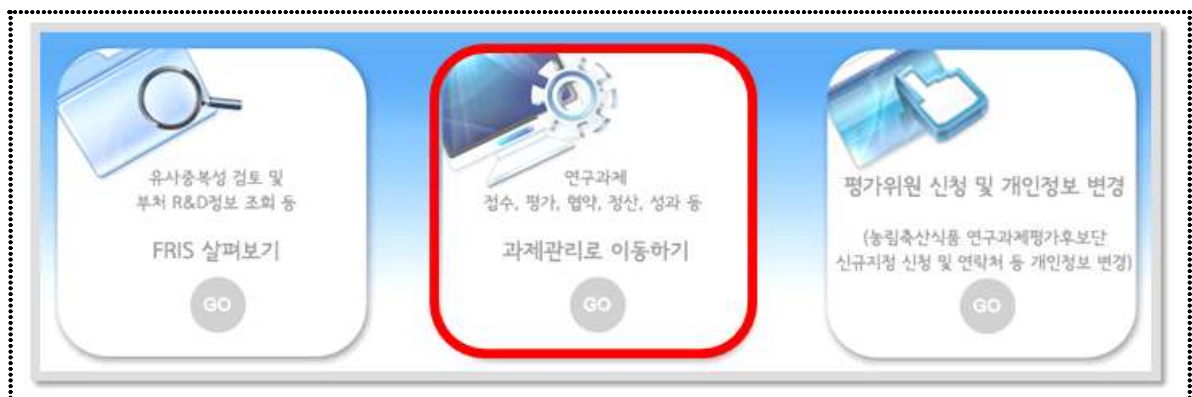 유사중복성 검토 및
부처 R&D정보 조회 등
FRIS 살펴보기
GO
연구과제
접수, 평가, 협약, 정산, 성과 등
과제관리로 이동하기
GO
평가위원 신청 및 개인정보 변경
(농림축산식품 연구과제평가후보단
신규지정 신청 및 연락처 등 개인정보 변경)
GO